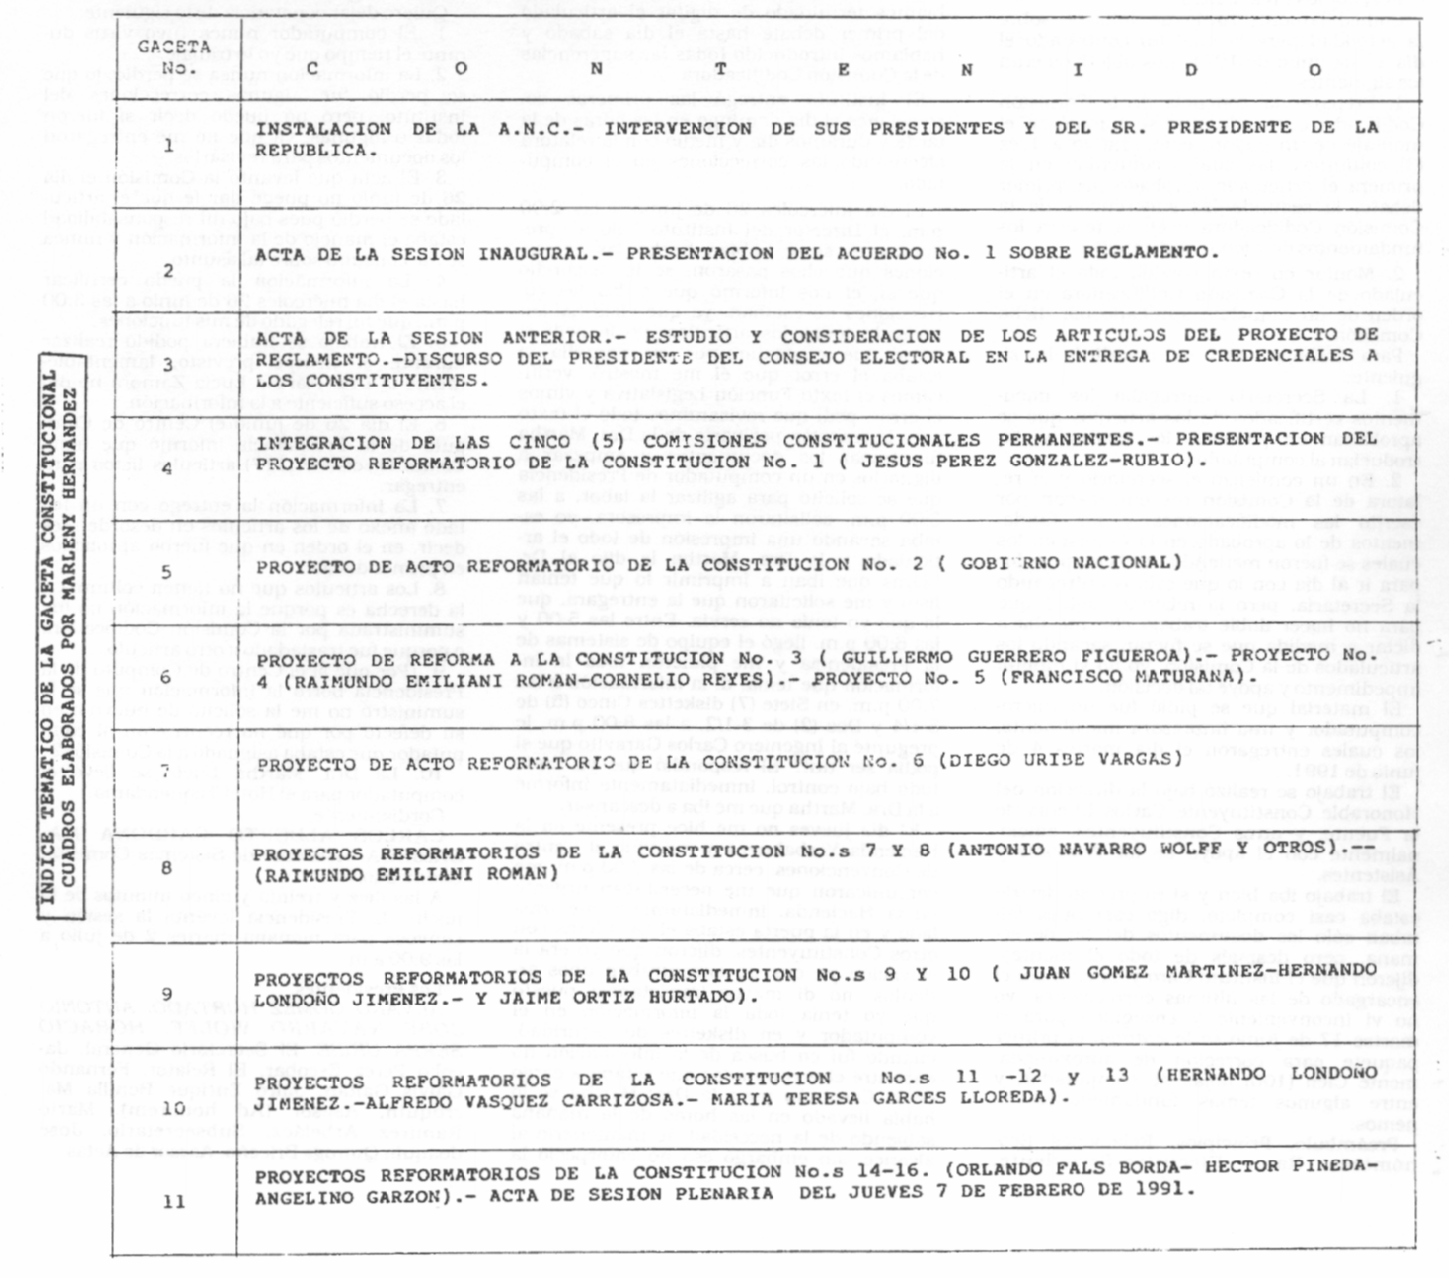 INDICE TEMATICO DE LA GACETA CONSTITUCIONAL
CUADROS ELABORADOS POR MARLENY HERNANDEZ
GACETA
NO.
C O N T E N I D O
1
INSTALACION DE LA A.N.C.- INTERVENCION DE SUS PRESIDENTES Y DEL SR. PRESIDENTE DE LA
REPUBLICA.
2
ACTA DE LA SESION INAUGURAL.- PRESENTACION DEL ACUERDO No. 1 SOBRE REGLAMENTO.
3
ACTA DE LA SESION ANTERIOR.- ESTUDIO Y CONSIDERACION DE LOS ARTICULOS DEL PROYECTO DE
REGLAMENTO.-DISCURSO DEL PRESIDENTE DEL CONSEJO ELECTORAL EN LA ENTREGA DE CREDENCIALES A
LOS CONSTITUYENTES.
4
INTEGRACION DE LAS CINCO (5) COMISIONES CONSTITUCIONALES PERMANENTES.- PRESENTACION DEL
PROYECTO REFORMATORIO DE LA CONSTITUCION No. 1 ( JESUS PEREZ GONZALEZ-RUBIO).
5
PROYECTO DE ACTO REFORMATORIO DE LA CONSTITUCION No. 2 ( GOBIERNO NACIONAL)
6
PROYECTO DE REFORMA A LA CONSTITUCION No. 3 ( GUILLERMO GUERRERO FIGUEROA).- PROYECTO No.
4 (RAIMUNDO EMILIANI ROMAN-CORNELIO REYES).- PROYECTO No. 5 (FRANCISCO MATURANA).
7
PROYECTO DE ACTO REFORMATORIO DE LA CONSTITUCION No. 6 (DIEGO URIBE VARGAS)
8
PROYECTOS REFORMATORIOS DE LA CONSTITUCION No.s 7 Y 8 (ANTONIO NAVARRO WOLFF Y OTROS).--
(RAIMUNDO EMILIANI ROMAN)
9
PROYECTOS REFORMATORIOS DE LA CONSTITUCION No.s 9 Y 10 ( JUAN GOMEZ MARTINEZ-HERNANDO
LONDOÑO JIMENEZ.- Y JAIME ORTIZ HURTADO).
10
PROYECTOS REFORMATORIOS DE LA CONSTITUCION No.s 11 -12 y 13 (HERNANDO LONDOÑO
JIMENEZ.-ALFREDO VASQUEZ CARRIZOSA.- MARIA TERESA GARCES LLOREDA).
11
PROYECTOS REFORMATORIOS DE LA CONSTITUCION No.s 14-16. (ORLANDO FALS BORDA- HECTOR PINEDA-
ANGELINO GARZON).- ACTA DE SESION PLENARIA DEL JUEVES 7 DE FEBRERO DE 1991.